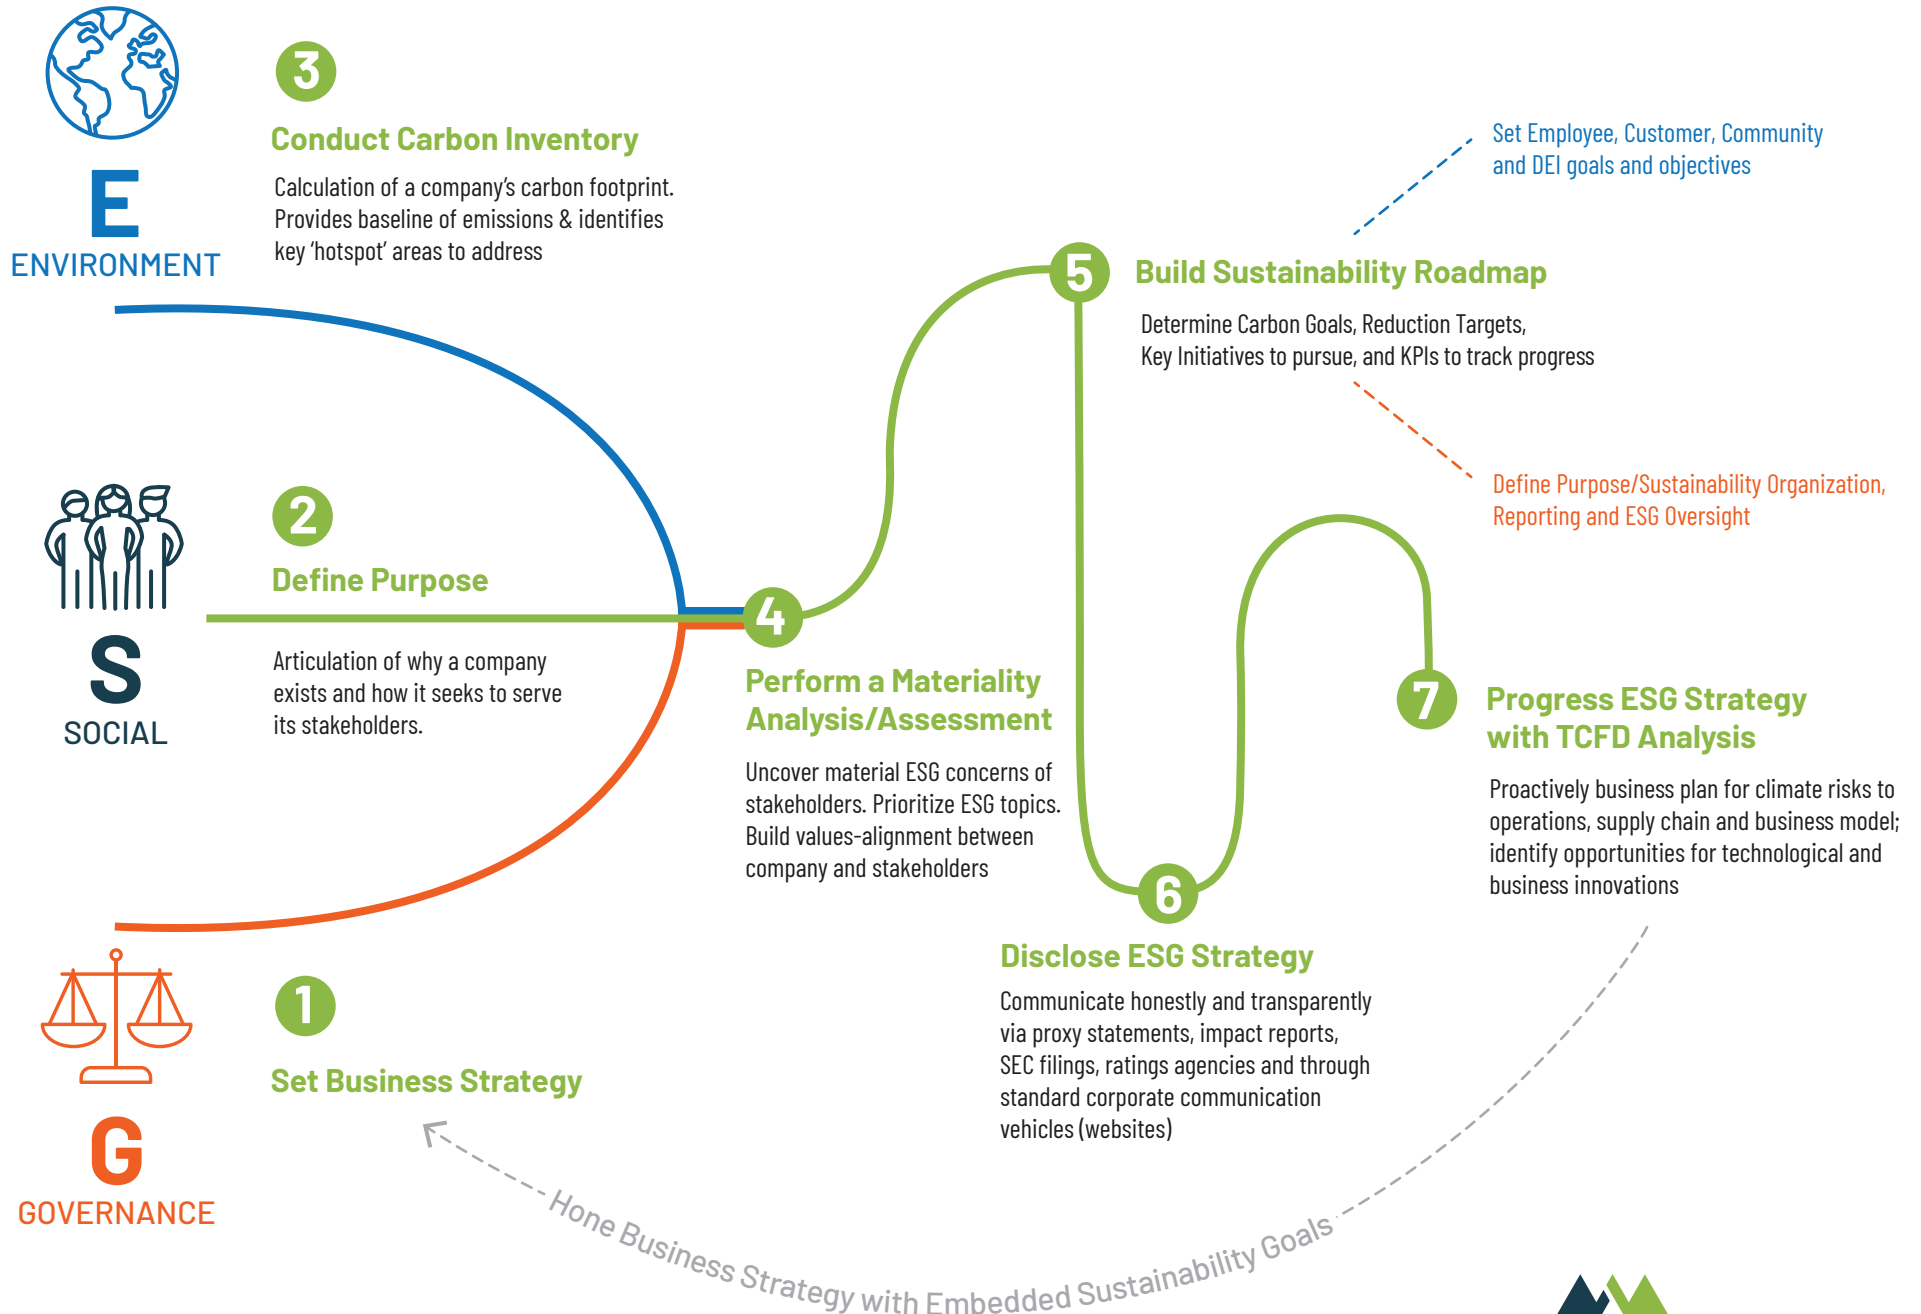 E
ENVIRONMENT
3
Conduct Carbon Inventory
Calculation of a company’s carbon footprint.
Provides baseline of emissions & identifies
key ‘hotspot’ areas to address
S
SOCIAL
2
Define Purpose
Articulation of why a company
exists and how it seeks to serve
its stakeholders.
G
GOVERNANCE
1
Set Business Strategy
4
Perform a Materiality
Analysis/Assessment
Uncover material ESG concerns of
stakeholders. Prioritize ESG topics.
Build values-alignment between
company and stakeholders
5
Build Sustainability Roadmap
Determine Carbon Goals, Reduction Targets,
Key Initiatives to pursue, and KPIs to track progress
Set Employee, Customer, Community
and DEI goals and objectives
Define Purpose/Sustainability Organization,
Reporting and ESG Oversight
6
Disclose ESG Strategy
Communicate honestly and transparently
via proxy statements, impact reports,
SEC filings, ratings agencies and through
standard corporate communication
vehicles (websites)
7
Progress ESG Strategy
with TCFD Analysis
Proactively business plan for climate risks to
operations, supply chain and business model;
identify opportunities for technological and
business innovations
Hone Business Strategy with Embedded Sustainability Goals